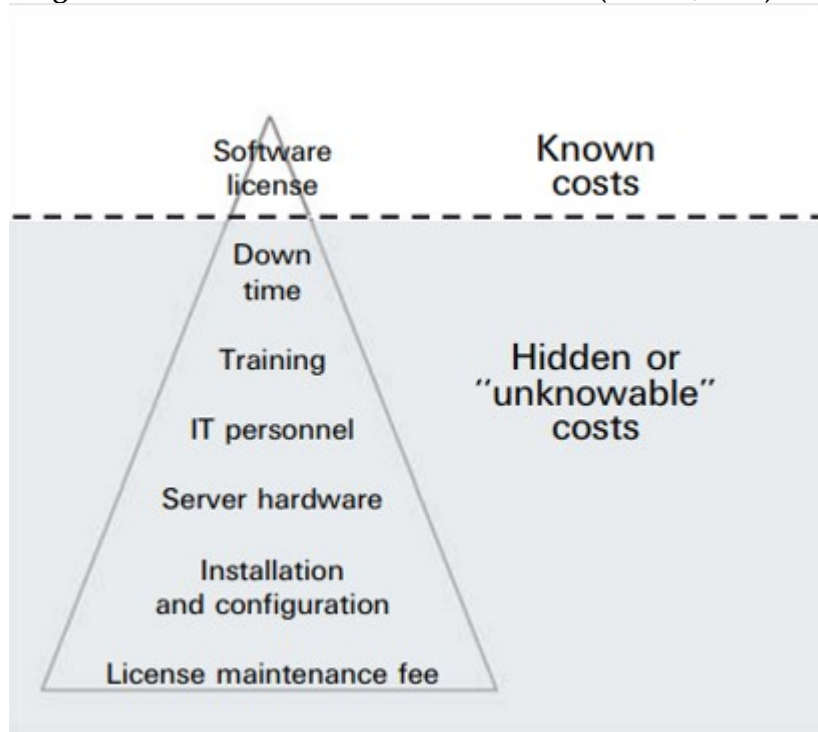 Software
license
Known
costs
Down
time
Training
IT personnel
Server hardware
Installation
and configuration
License maintenance fee
Hidden or
"unknowable"
costs